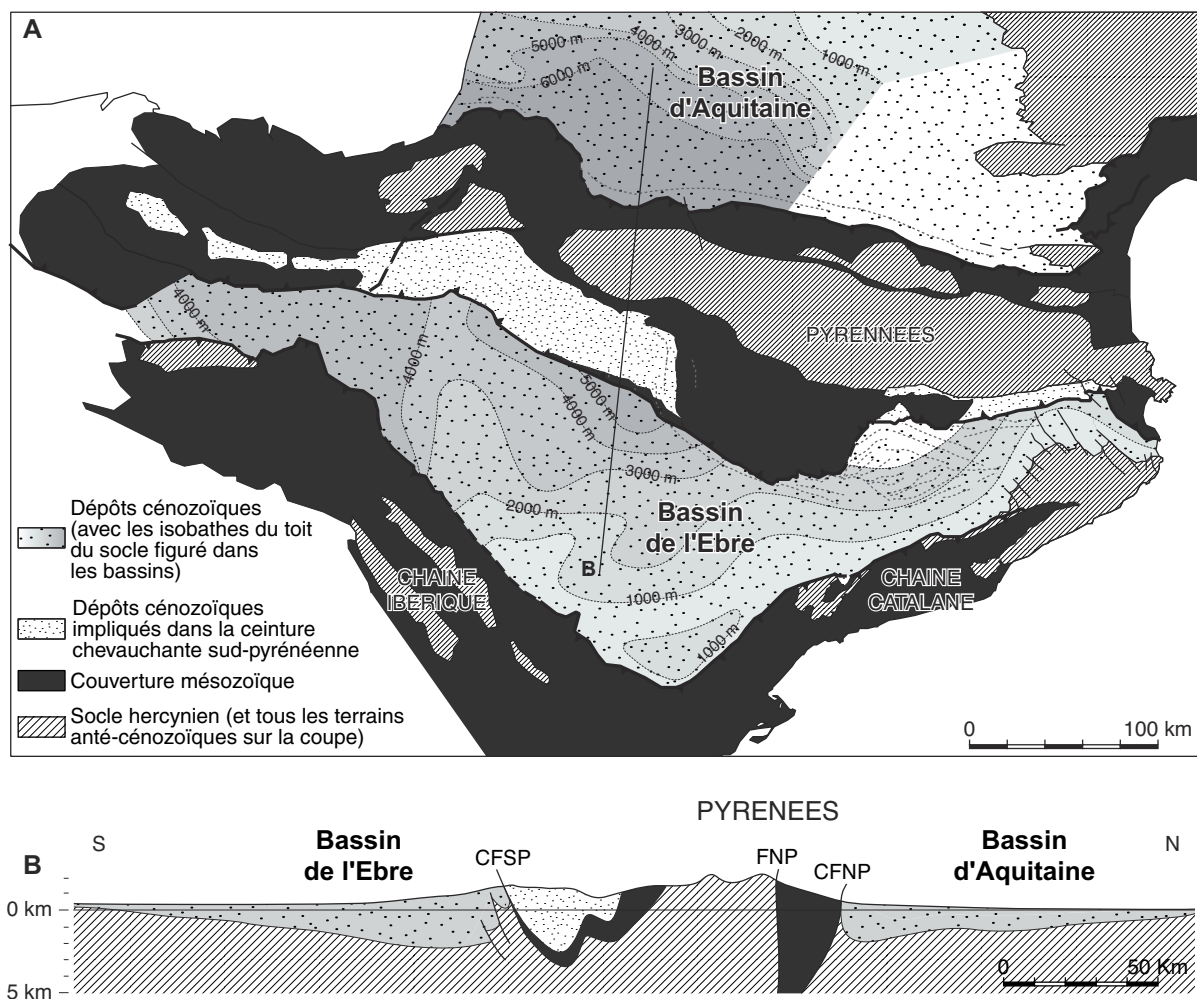 A
5000 m
4000 m
3000 m
2000 m
1000 m
6000 m
Bassin
d'Aquitaine
PYRENNEES
4000 m
4000 m
5000 m
4000 m
3000 m
2000 m
Bassin
de l'Ebre
B
1000 m
1000 m
CHAINE
IBERIQUE
CHAINE
CATALANE
Dépôts cénozoïques
(avec les isobathes du toit
du socle figuré dans
les bassins)
Dépôts cénozoïques
impliqués dans la ceinture
chevauchante sud-pyrénéenne
Couverture mésozoïque
Socle hercynien (et tous les terrains
anté-cénozoïques sur la coupe)
0 100 km
PYRENEES
B
S
Bassin
de l'Ebre
CFSP
FNP
CFNP
Bassin
d'Aquitaine
N
0 km
5 km
0 50 Km